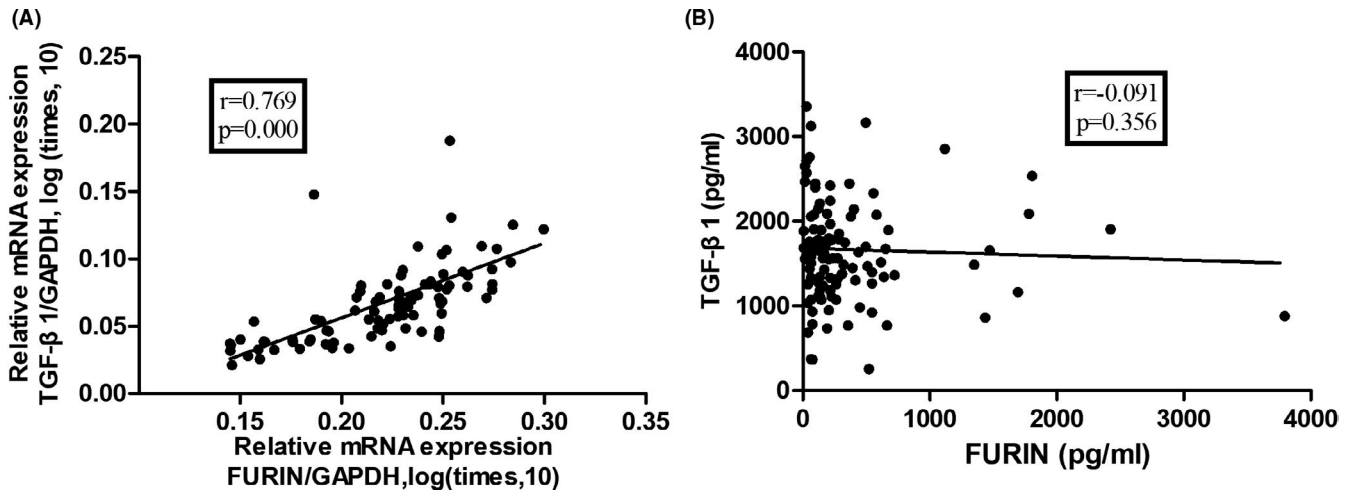 (A)
Relative mRNA expression
TGF-β 1/GAPDH, log (times, 10)
0.25
0.20
0.15
0.10
0.05
0.00
r=0.769
p=0.000
0.15
0.20
0.25
0.30
0.35
Relative mRNA expression
FURIN/GAPDH,log(times,10)
(B)
TGF-β 1 (pg/ml)
4000
3000
2000
1000
0
r=-0.091
p=0.356
0
1000
2000
3000
4000
FURIN (pg/ml)